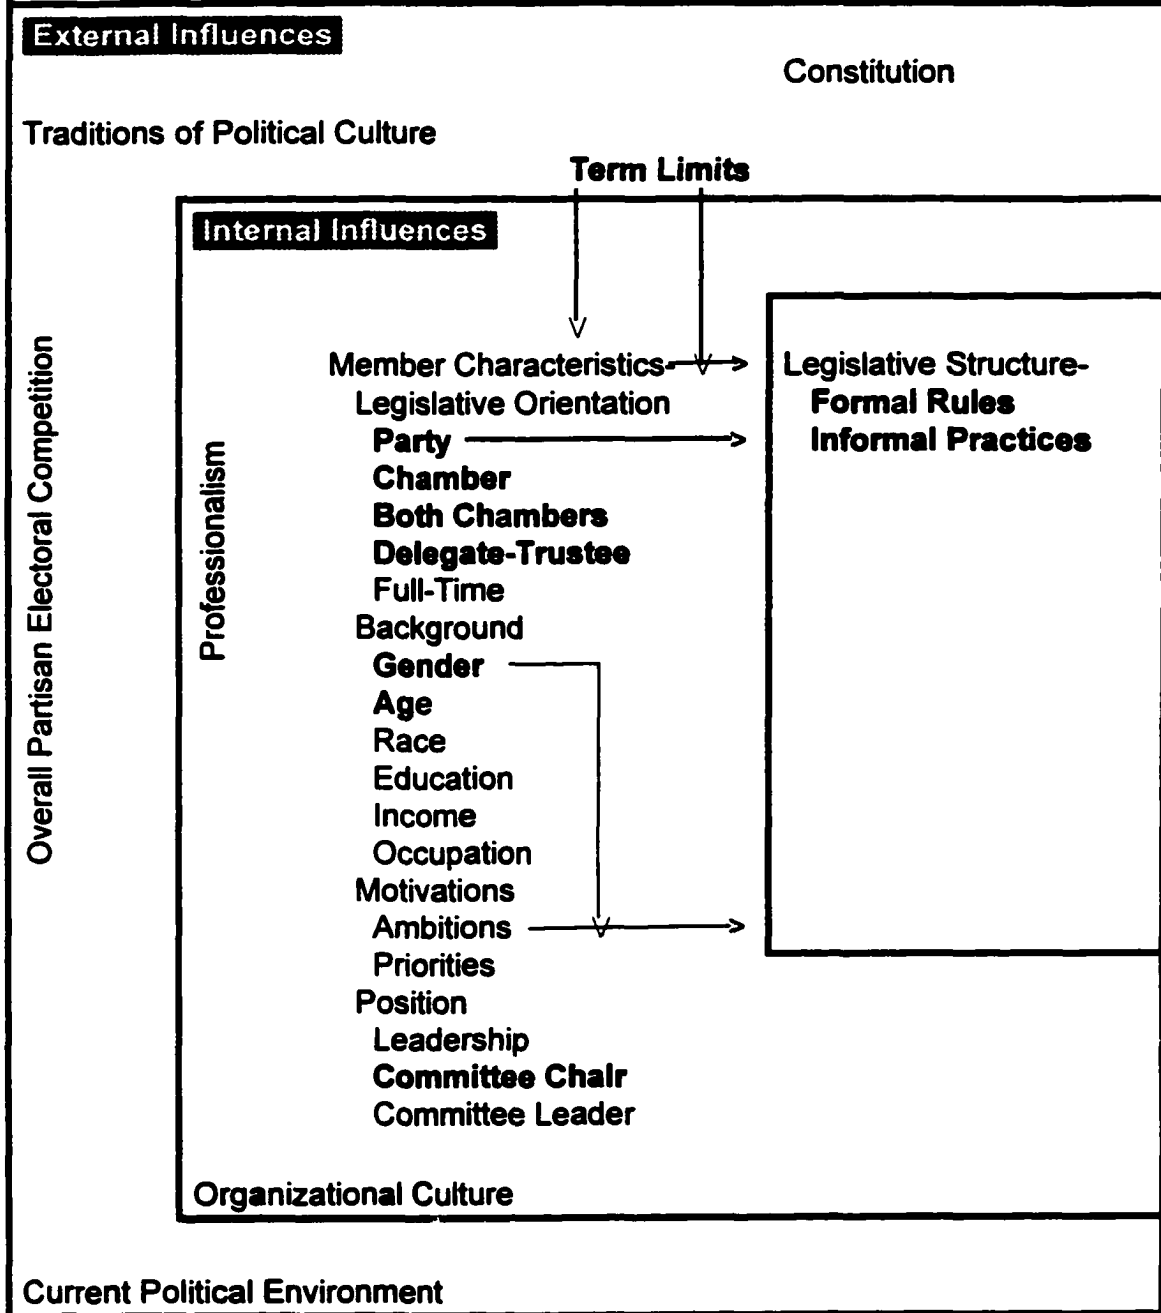 External Influences
Constitution
Traditions of Political Culture
Term Limits
Internal Influences
Overall Partisan Electoral Competition
Professionalism
Member Characteristics-
Legislative Orientation
Party
Chamber
Both Chambers
Delegate-Trustee
Full-Time
Background
Gender
Age
Race
Education
Income
Occupation
Motivations
Ambitions
Priorities
Position
Leadership
Committee Chair
Committee Leader
Legislative Structure-
Formal Rules
Informal Practices
Organizational Culture
Current Political Environment